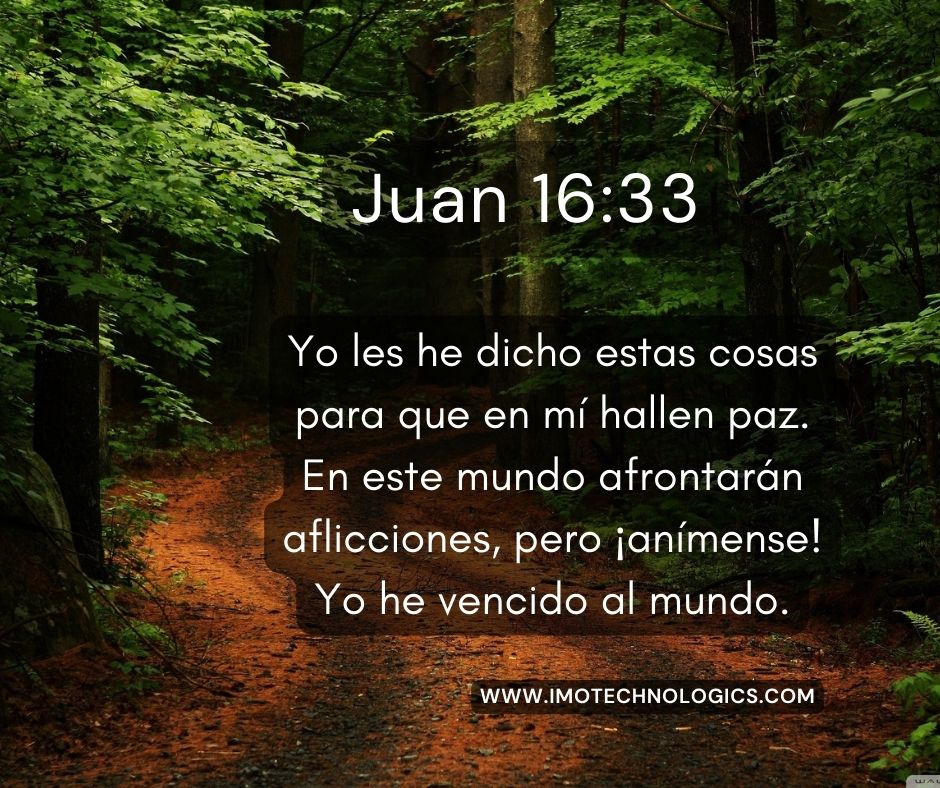 Juan 16:33
Yo les he dicho estas cosas
para que en mí hallen paz.
En este mundo afrontarán
aflicciones, pero ¡anímense!
Yo he vencido al mundo.
WWW.IMOTECHNOLOGICS.COM